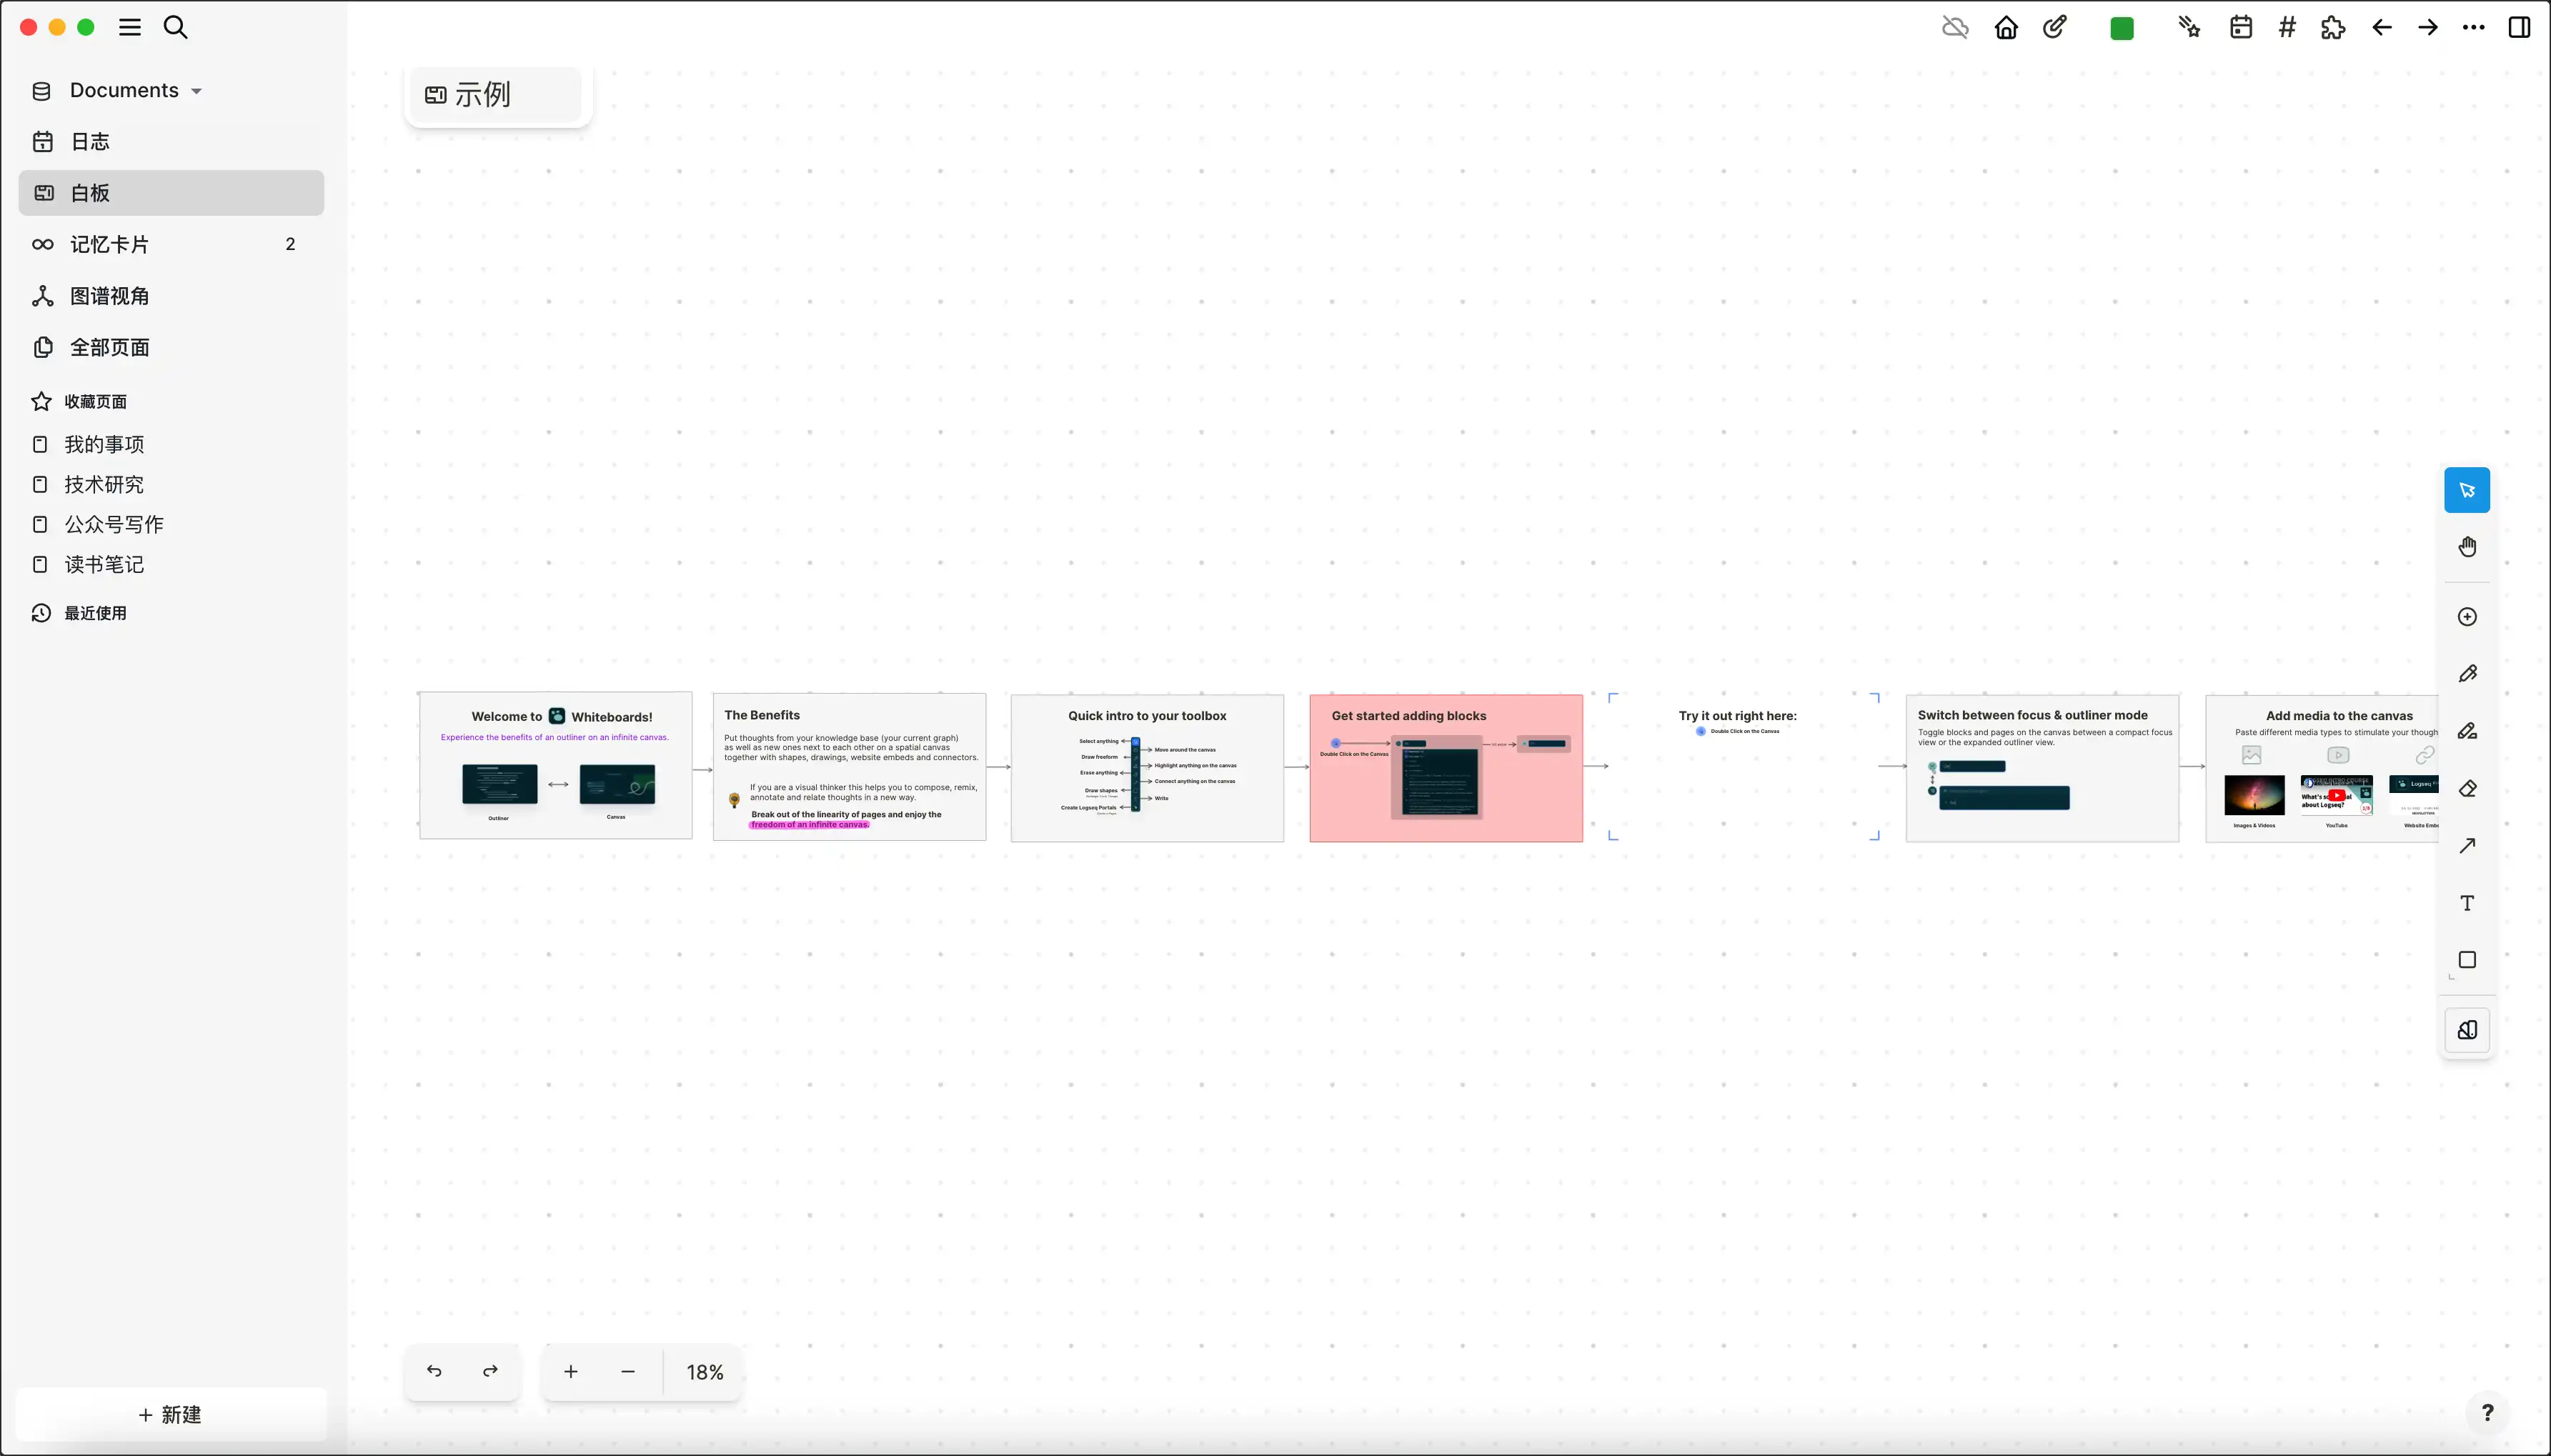 Documents
日志
白板
记忆卡片 2
图谱视角
全部页面
收藏页面
我的事项
技术研究
公众号写作
读书笔记
最近使用
+ 新建
示例
Welcome to Whiteboards!
Experience the benefits of an outliner on an infinite canvas.
Outliner
Canvas
The Benefits
Put thoughts from your knowledge base (your current graph)
as well as new ones next to each other on a spatial canvas
together with shapes, drawings, website embeds and connectors.
If you are a visual thinker this helps you to compose, remix,
annotate and relate thoughts in a new way.
Break out of the linearity of pages and enjoy the
freedom of an infinite canvas.
Quick intro to your toolbox
Select anything
Move around the canvas
Draw freeform
Highlight anything on the canvas
Erase anything
Connect anything on the canvas
Draw shapes
Write
Create Logseq Portals
Get started adding blocks
Double Click on the Canvas
Try it out right here:
Double Click on the Canvas
Switch between focus & outliner mode
Toggle blocks and pages on the canvas between a compact focus
view or the expanded outliner view.
Add media to the canvas
Paste different media types to stimulate your though
LOGSEQ INTRO COURSE
What's
about Logseq?
Logseq
Images & Videos
YouTube
Website Emb
T
18%
?